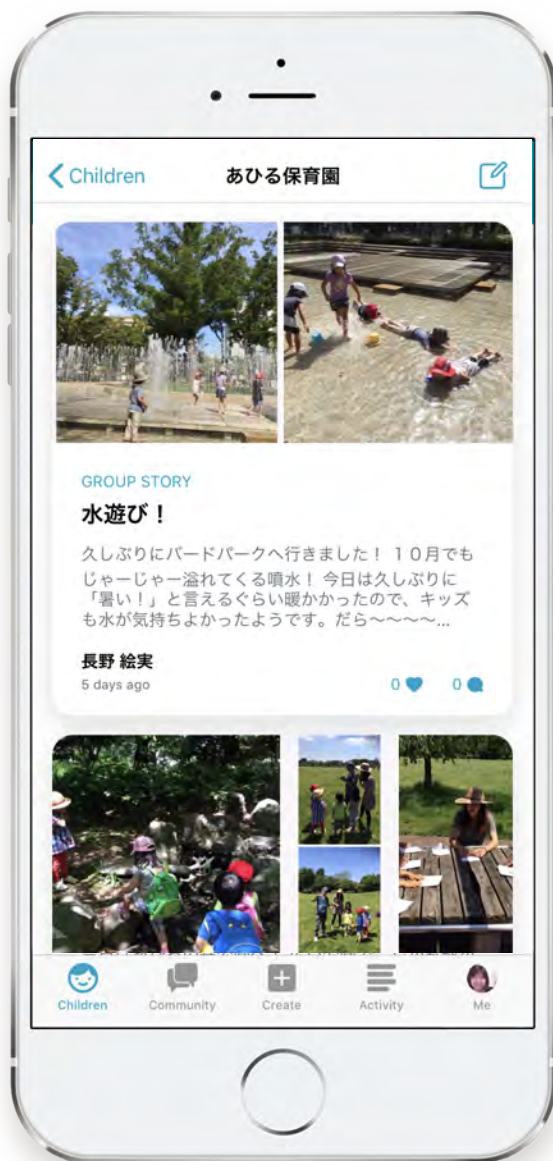 Children
あひる保育園
GROUP STORY
水遊び！
久しぶりにバードパークへ行きました！ １０月でも
じゃーじゃー溢れてくる噴水！ 今日は久しぶりに
「暑い！」と言えるぐらい暖かかったので、キッズ
も水が気持ちよかったようです。だら〜〜〜〜...
長野 絵実
5 days ago
0
0
Children
Community
Create
Activity
Me